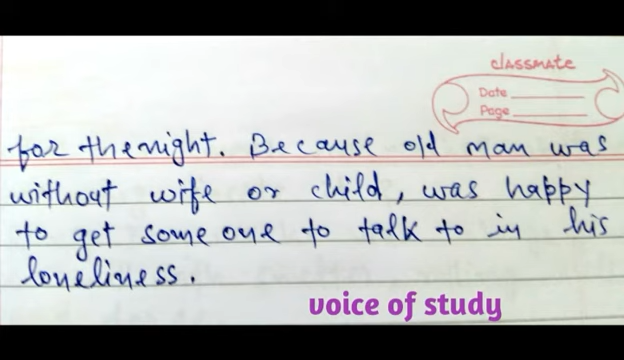 classmate
Date
Page
for the night. Because old man was
without wife or child, was happy
to get some one to talk to in his
loneliness.
voice of study